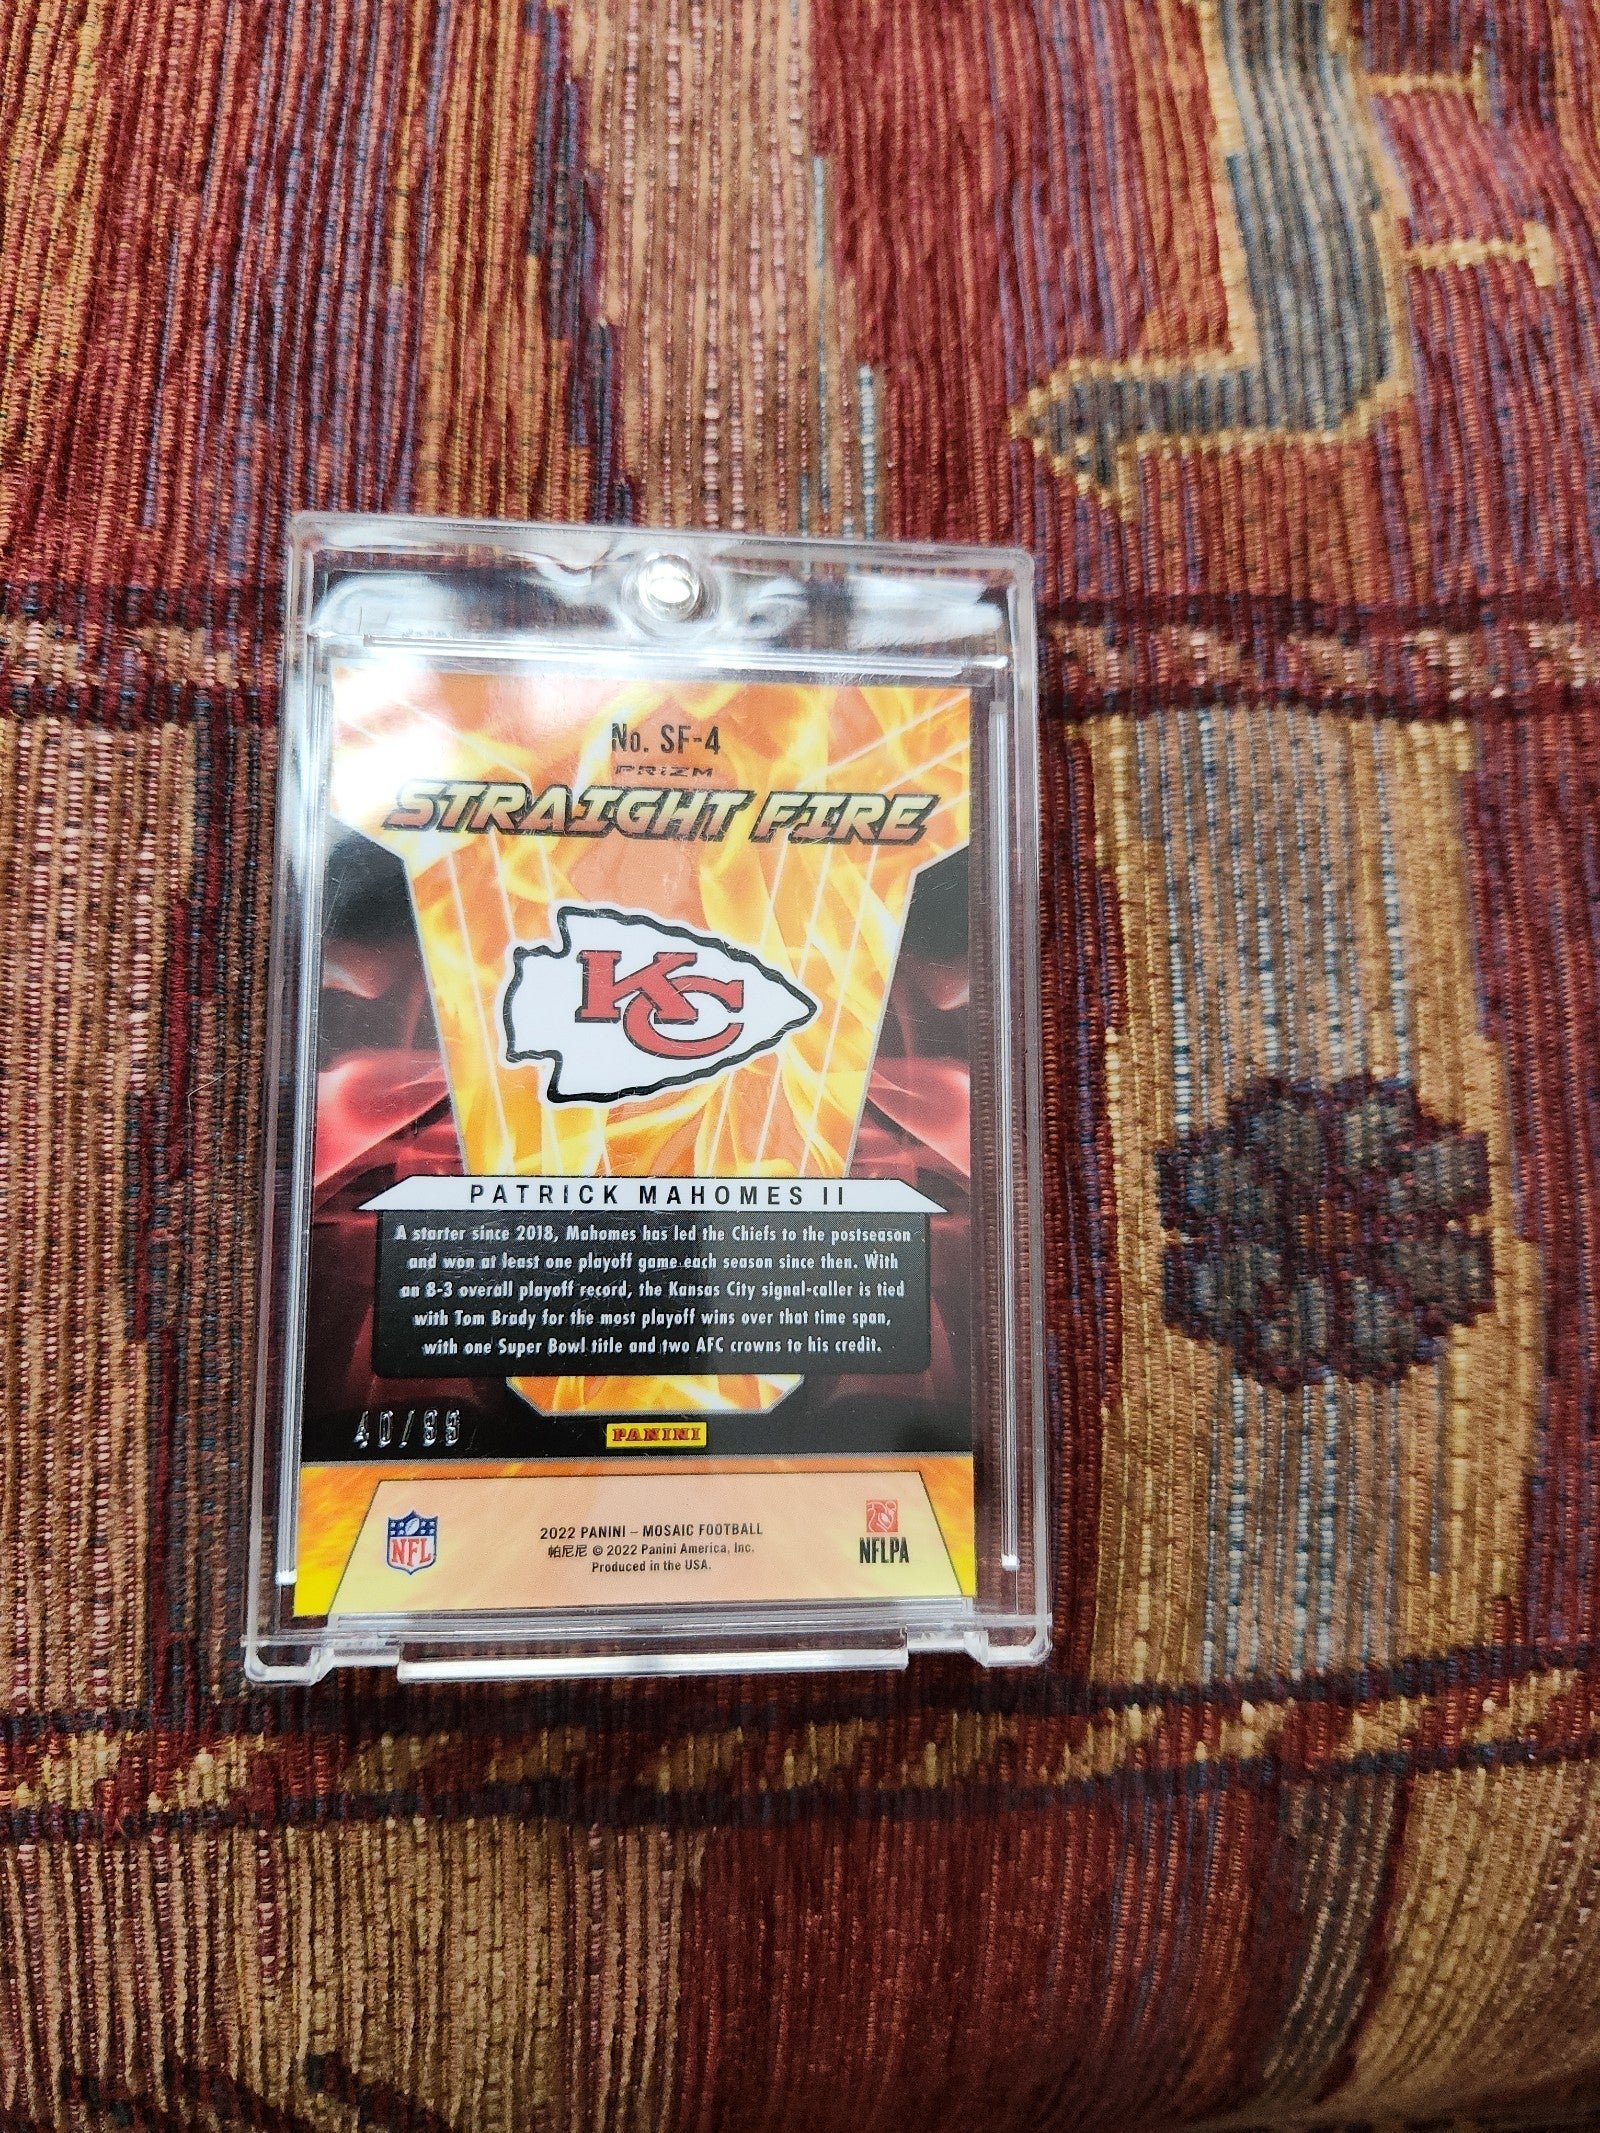 No. SF-4
PRIZM
STRAIGHT FIRE
KC
PATRICK MAHOMES II
A starter since 2018, Mahomes has led the Chiefs to the postseason
and won at least one playoff game each season since then. With
an 8-3 overall playoff record, the Kansas City signal-caller is tied
with Tom Brady for the most playoff wins over that time span,
with one Super Bowl title and two AFC crowns to his credit.
40/99
PANINI
NFL
2022 PANINI – MOSAIC FOOTBALL
帕尼尼 © 2022 Panini America, Inc.
Produced in the USA.
NFLPA